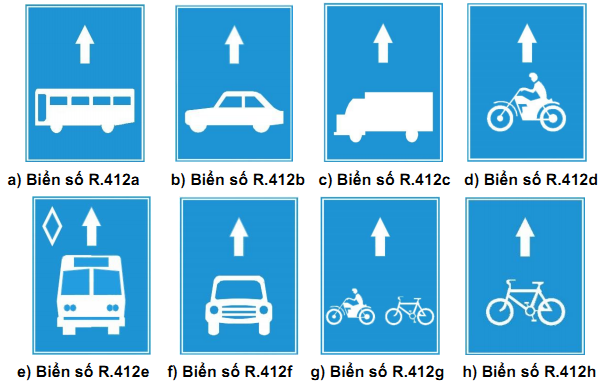 a) Biển số R.412a
b) Biển số R.412b
c) Biển số R.412c
d) Biển số R.412d
e) Biển số R.412e
f) Biển số R.412f
g) Biển số R.412g
h) Biển số R.412h